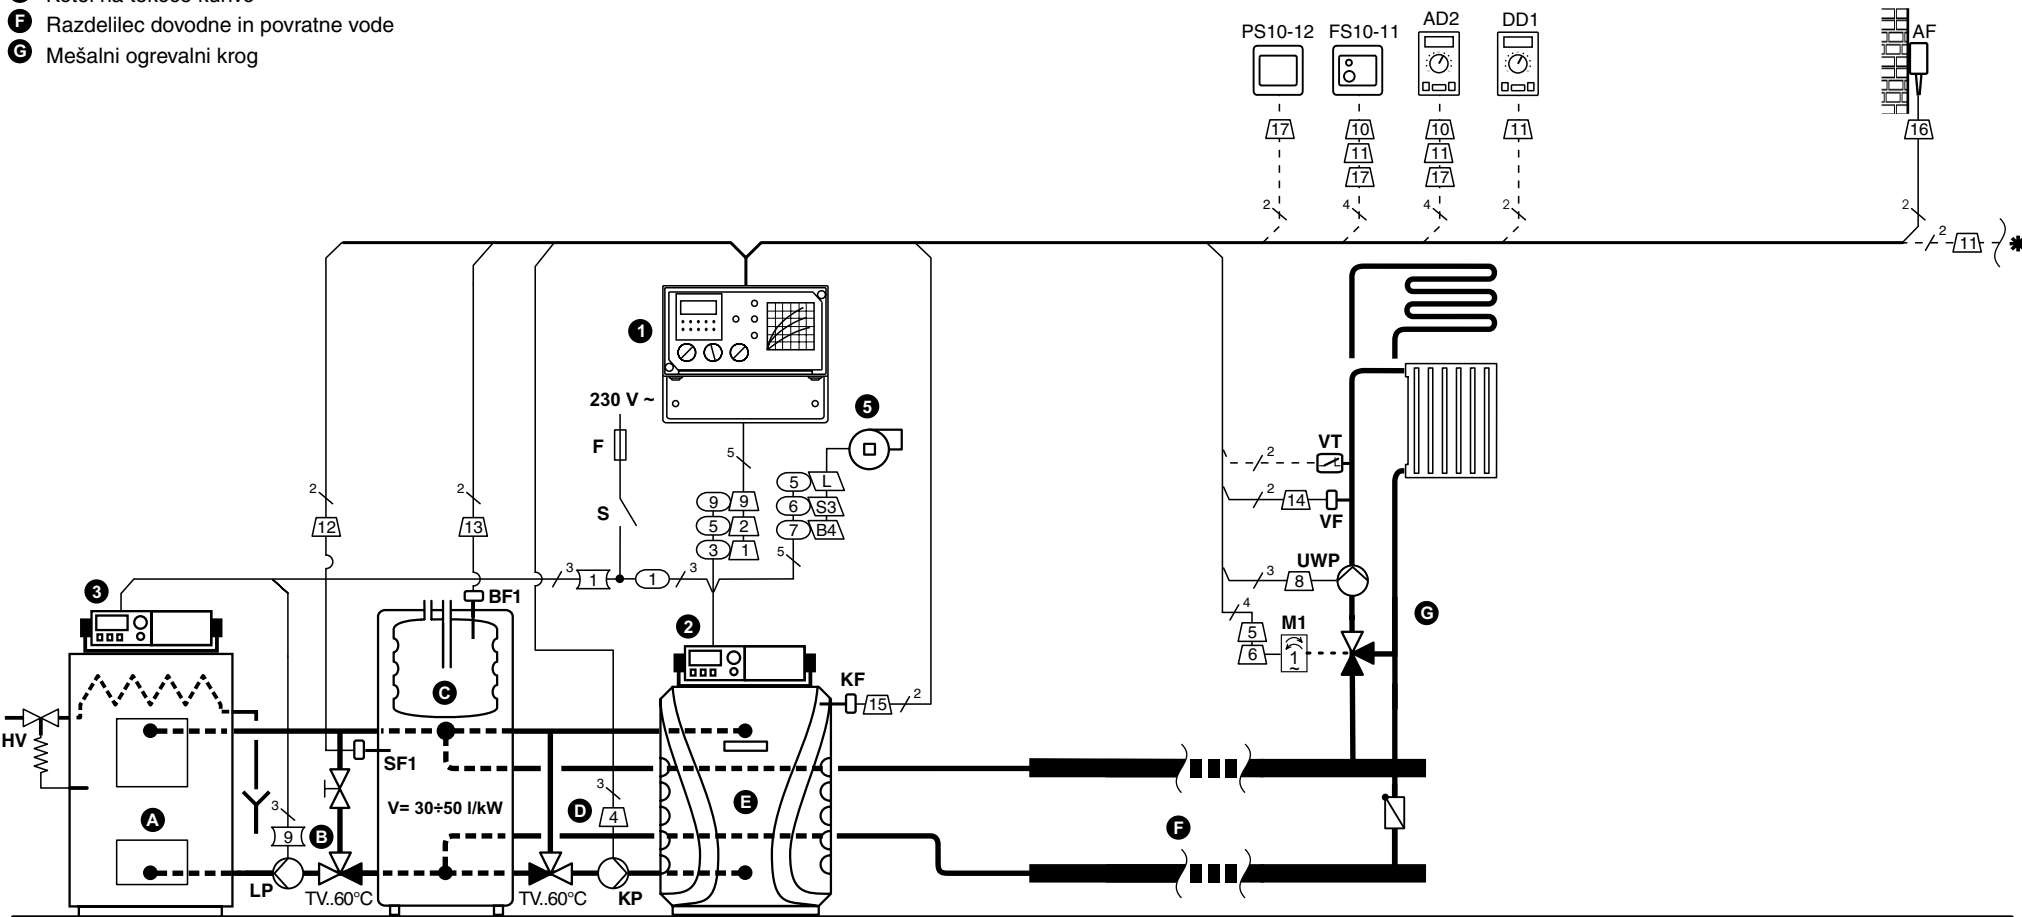 F Razdelilec dovodne in povratne vode
G Mešalni ogrevalni krog
PS10-12 FS10-11 AD2 DD1 AF
17 10 10 11 16
11 11
17 17
2 4 4 2 2
2 11 *
1
230 V ~
5
F
5
VT
2
5 L
2 2
9 9
6 S3
2 14
S
VF
12 13
5 2
7 B4
3 1
5
UWP
3 1 1 3
3 8
3
BF1
4
G
2
M1
5
6
1
~
C
KF
15 2
HV
SF1
V= 30÷50 l/kW
3
D
4
E
A
3
9
B
F
LP
TV..60°C
TV..60°C
KP